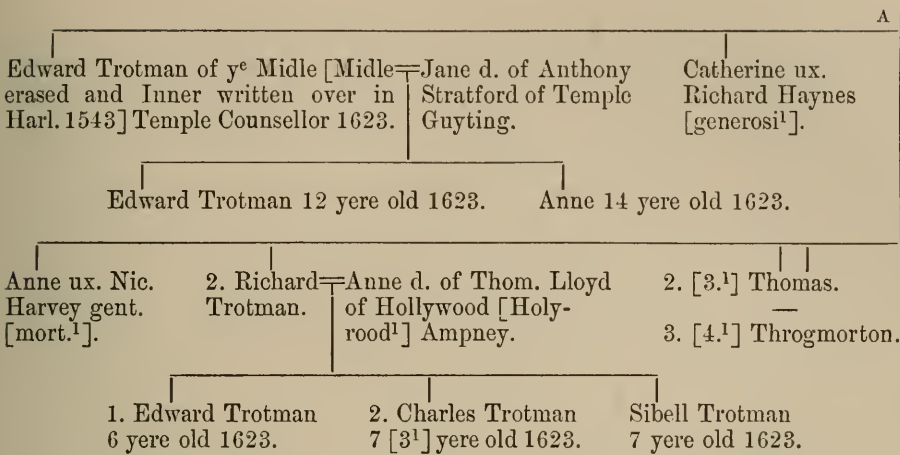 A
Edward Trotman of yᵉ Midle [Midle
erased and Inner written over in
Harl. 1543] Temple Counsellor 1623.
Jane d. of Anthony
Stratford of Temple
Guyting.
Catherine ux.
Richard Haynes
[generosi¹].
Edward Trotman 12 yere old 1623.
Anne 14 yere old 1623.
Anne ux. Nic.
Harvey gent.
[mort.¹].
2. Richard
Trotman.
Anne d. of Thom. Lloyd
of Hollywood [Holy-
rood¹] Ampney.
2. [3.¹] Thomas.
3. [4.¹] Throgmorton.
1. Edward Trotman
6 yere old 1623.
2. Charles Trotman
7 [3¹] yere old 1623.
Sibell Trotman
7 yere old 1623.